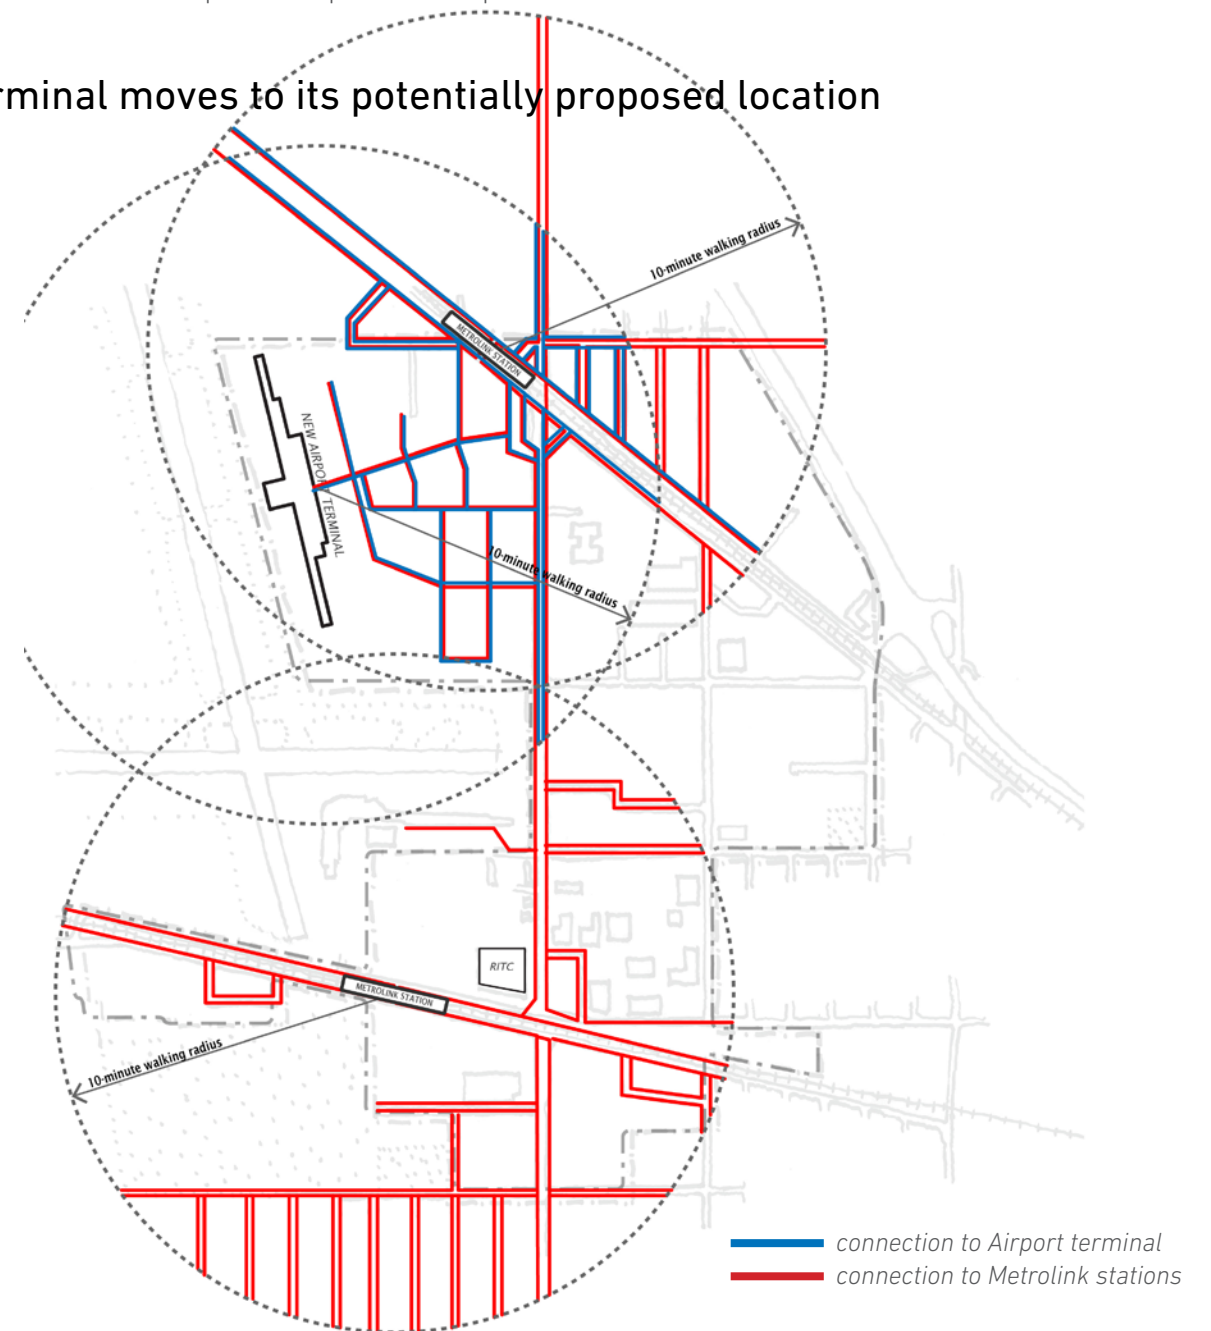 rminal moves to its potentially proposed location
10-minute walking radius
METROLINK STATION
NEW AIRPORT TERMINAL
10-minute walking radius
RITC
METROLINK STATION
10-minute walking radius
connection to Airport terminal
connection to Metrolink stations